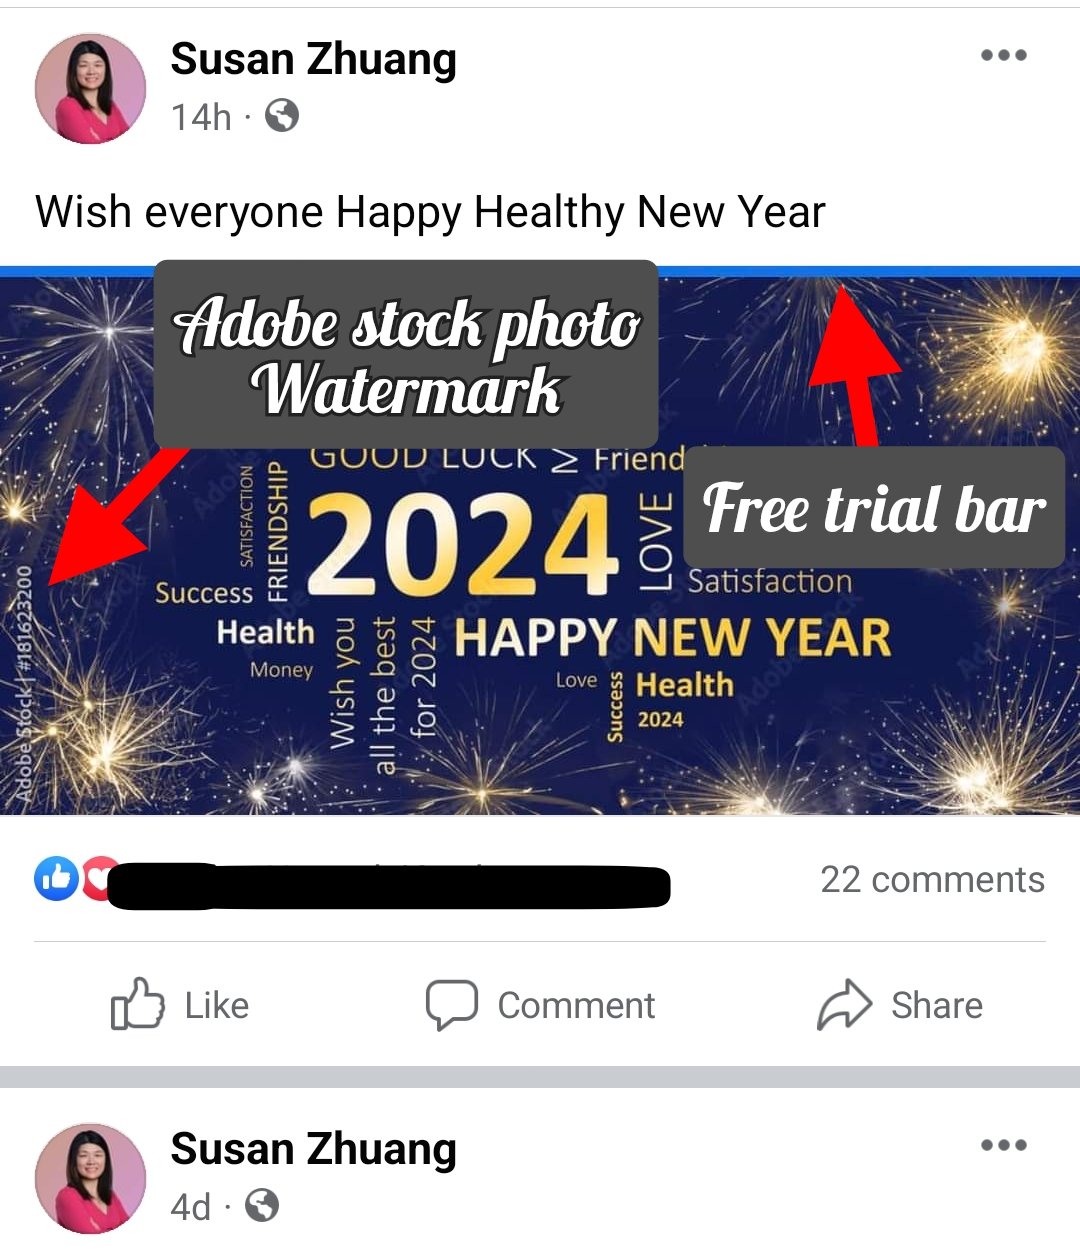 Susan Zhuang
14h ·
Wish everyone Happy Healthy New Year
Adobe stock photo
Watermark
Free trial bar
GOOD LUCK
Friend
SATISFACTION
FRIENDSHIP
2024
LOVE
Success
Satisfaction
Health
HAPPY NEW YEAR
Money
Wish you
all the best
for 2024
Love
Success
Health
2024
Adobe Stock | #181623200
22 comments
Like
Comment
Share
Susan Zhuang
4d ·